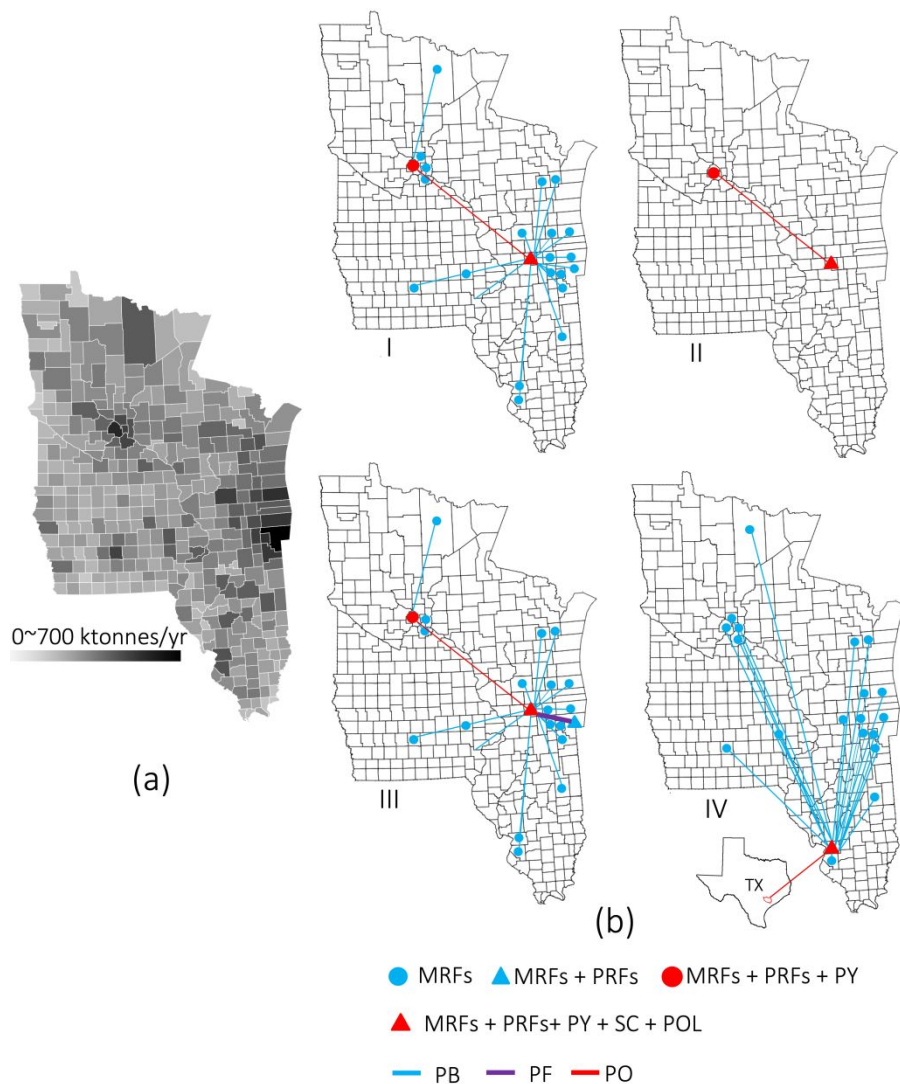 I
II
0~700 ktonnes/yr
(a)
III
IV
TX
(b)
MRFs MRFs + PRFs MRFs + PRFs + PY
MRFs + PRFs+ PY + SC + POL
PB PF PO